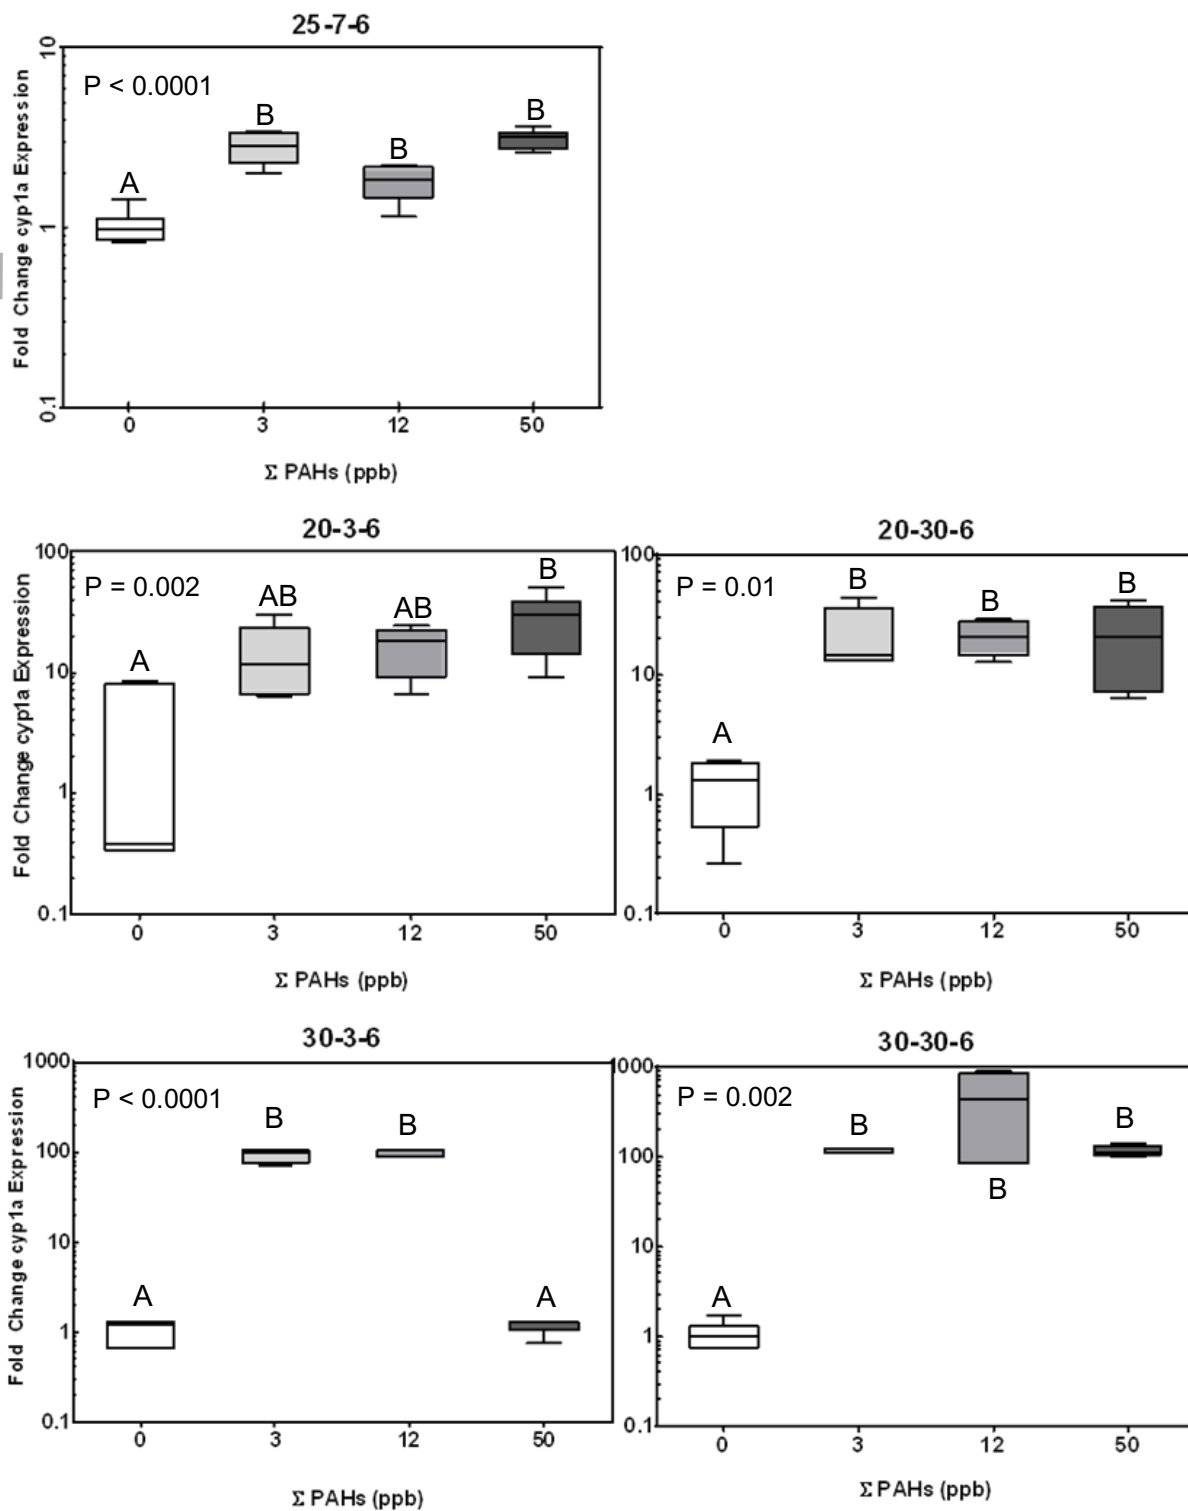 25-7-6
10
P < 0.0001
B
B
B
A
1
Fold Change cyp1a Expression
0.1
0
3
12
50
Σ PAHs (ppb)
20-3-6
100
P = 0.002
B
AB
AB
A
10
1
Fold Change cyp1a Expression
0.1
0
3
12
50
Σ PAHs (ppb)
20-30-6
100
P = 0.01
B
B
B
A
10
1
0.1
0
3
12
50
Σ PAHs (ppb)
30-3-6
1000
P < 0.0001
B
B
100
10
A
A
1
Fold Change cyp1a Expression
0.1
0
3
12
50
Σ PAHs (ppb)
30-30-6
1000
P = 0.002
B
B
B
100
10
A
1
0.1
0
3
12
50
Σ PAHs (ppb)